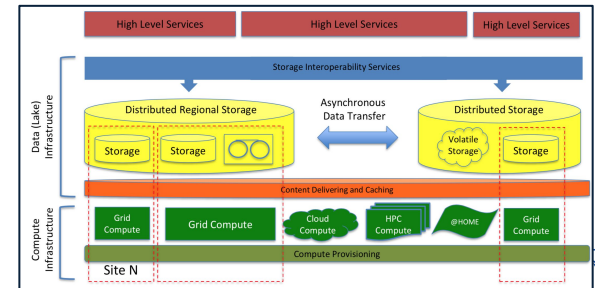 High Level Services
High Level Services
High Level Services
Storage Interoperability Services
Data (Lake)
Infrastructure
Distributed Regional Storage
Asynchronous
Data Transfer
Distributed Storage
Storage
Storage
Volatile
Storage
Storage
Content Delivering and Caching
Compute
Infrastructure
Grid
Compute
Grid Compute
Cloud
Compute
HPC
Compute
@HOME
Grid
Compute
Compute Provisioning
Site N